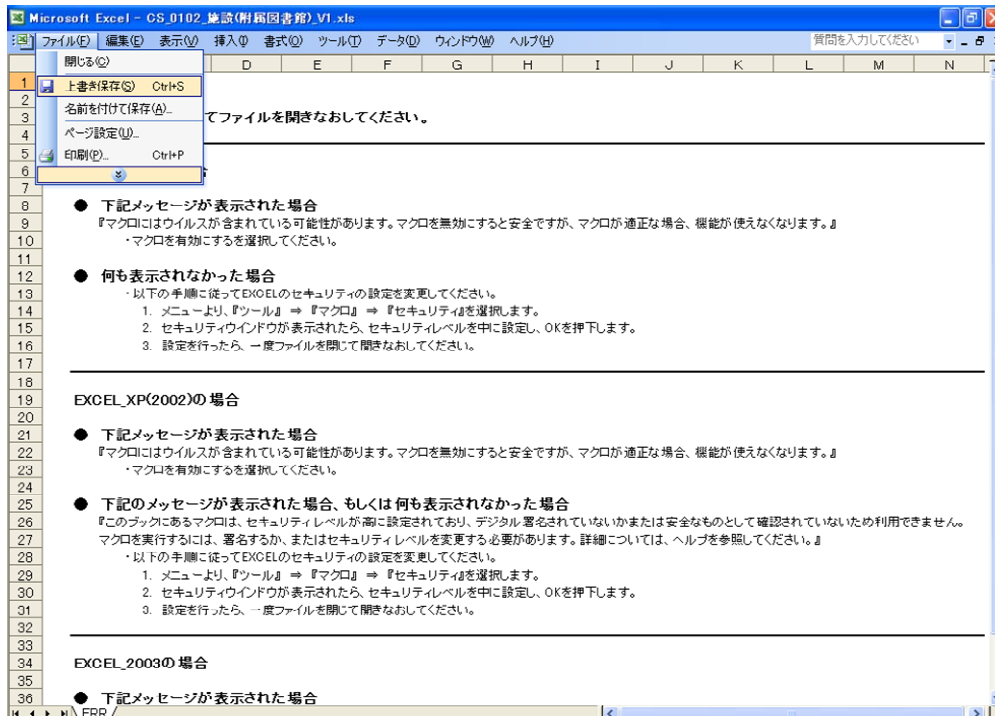 Microsoft Excel - CS_0102_施設(附属図書館)_V1.xls
ファイル(F) 編集(E) 表示(V) 挿入(I) 書式(O) ツール(T) データ(D) ウィンドウ(W) ヘルプ(H) 質問を入力してください
閉じる(C)
上書き保存(S) Ctrl+S
名前を付けて保存(A)...
ページ設定(U)...
印刷(P)... Ctrl+P
D E F G H I J K L M N
1
2
3 てファイルを開きなおしてください。
4
5
6
7
8 ● 下記メッセージが表示された場合
9 『マクロにはウイルスが含まれている可能性があります。マクロを無効にすると安全ですが、マクロが適正な場合、機能が使えなくなります。』
10 ・マクロを有効にするを選択してください。
11
12 ● 何も表示されなかった場合
13 ・以下の手順に従ってEXCELのセキュリティの設定を変更してください。
14 1. メニューより、『ツール』 ⇒ 『マクロ』 ⇒ 『セキュリティ』を選択します。
15 2. セキュリティウインドウが表示されたら、セキュリティレベルを中に設定し、OKを押下します。
16 3. 設定を行ったら、一度ファイルを閉じて開きなおしてください。
17
18
19 EXCEL_XP(2002)の場合
20
21 ● 下記メッセージが表示された場合
22 『マクロにはウイルスが含まれている可能性があります。マクロを無効にすると安全ですが、マクロが適正な場合、機能が使えなくなります。』
23 ・マクロを有効にするを選択してください。
24
25 ● 下記のメッセージが表示された場合、もしくは何も表示されなかった場合
26 『このブックにあるマクロは、セキュリティレベルが高に設定されており、デジタル署名されていないかまたは安全なものとして確認されていないため利用できません。
27 マクロを実行するには、署名するか、またはセキュリティレベルを変更する必要があります。詳細については、ヘルプを参照してください。』
28 ・以下の手順に従ってEXCELのセキュリティの設定を変更してください。
29 1. メニューより、『ツール』 ⇒ 『マクロ』 ⇒ 『セキュリティ』を選択します。
30 2. セキュリティウインドウが表示されたら、セキュリティレベルを中に設定し、OKを押下します。
31 3. 設定を行ったら、一度ファイルを閉じて開きなおしてください。
32
33
34 EXCEL_2003の場合
35
36 ● 下記メッセージが表示された場合
ERR